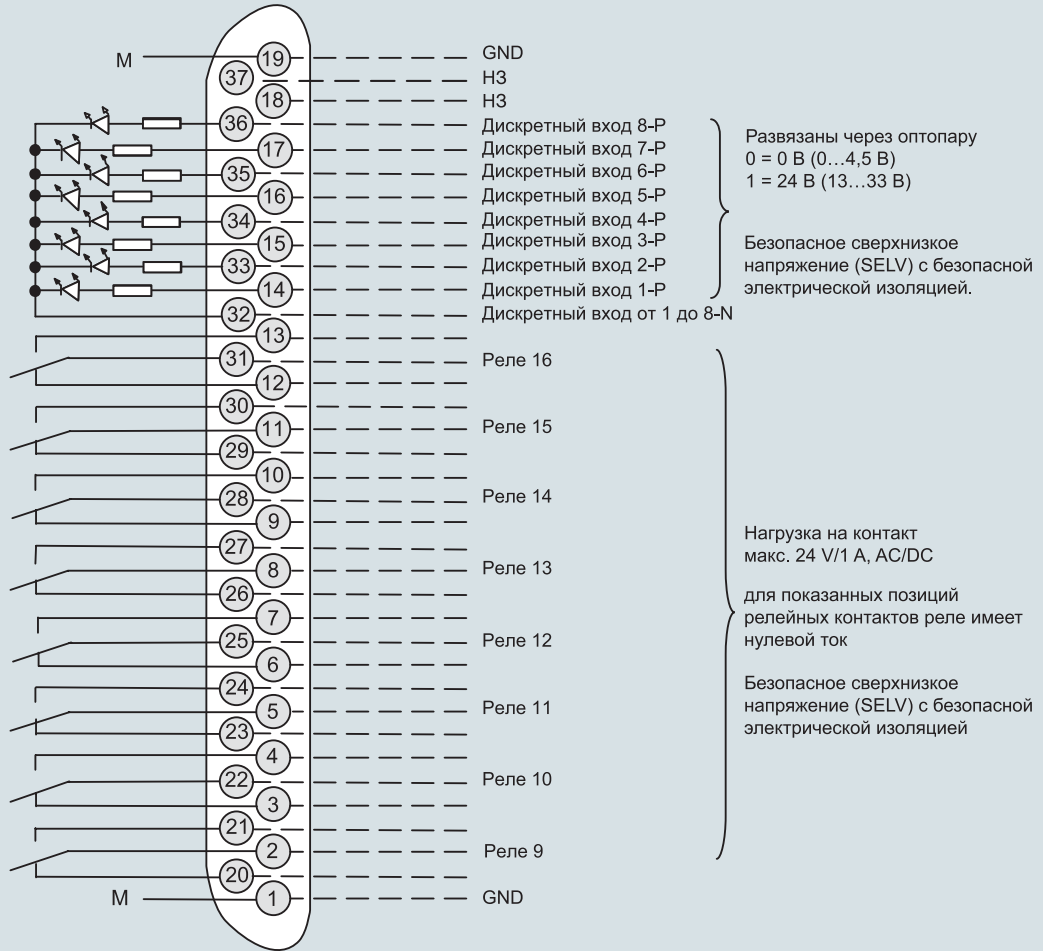 M 19 GND
37 НЗ
18 НЗ
36 Дискретный вход 8-P
17 Дискретный вход 7-P
35 Дискретный вход 6-P
16 Дискретный вход 5-P
34 Дискретный вход 4-P
15 Дискретный вход 3-P
33 Дискретный вход 2-P
14 Дискретный вход 1-P
32 Дискретный вход от 1 до 8-N
Развязаны через оптопару
0 = 0 В (0...4,5 В)
1 = 24 В (13...33 В)
Безопасное сверхнизкое
напряжение (SELV) с безопасной
электрической изоляцией.
13
31 Реле 16
12
30
11 Реле 15
29
10
28 Реле 14
9
27
8 Реле 13
26
7
25 Реле 12
6
24
5 Реле 11
23
4
22 Реле 10
3
21
2 Реле 9
20
M 1 GND
Нагрузка на контакт
макс. 24 V/1 A, AC/DC
для показанных позиций
релейных контактов реле имеет
нулевой ток
Безопасное сверхнизкое
напряжение (SELV) с безопасной
электрической изоляцией